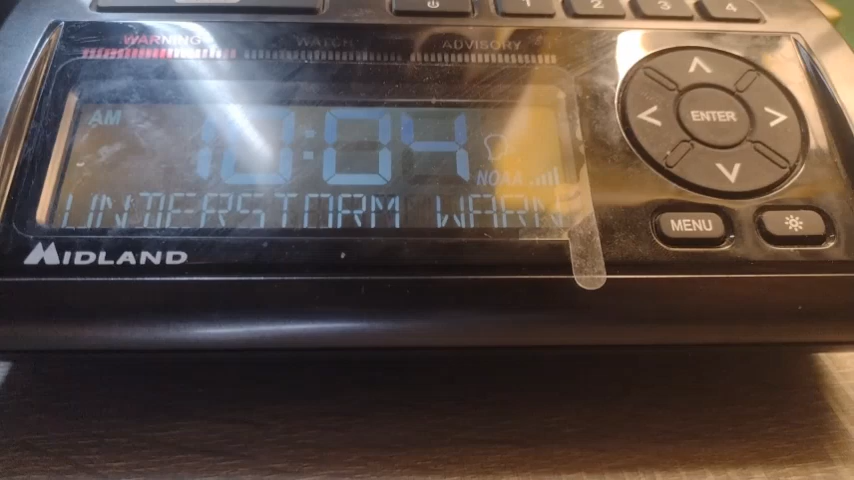 1 2 3 4
WARNING WATCH ADVISORY
AM 10:04
NOAA
UNDERSTORM WARN
ENTER
MENU
MIDLAND